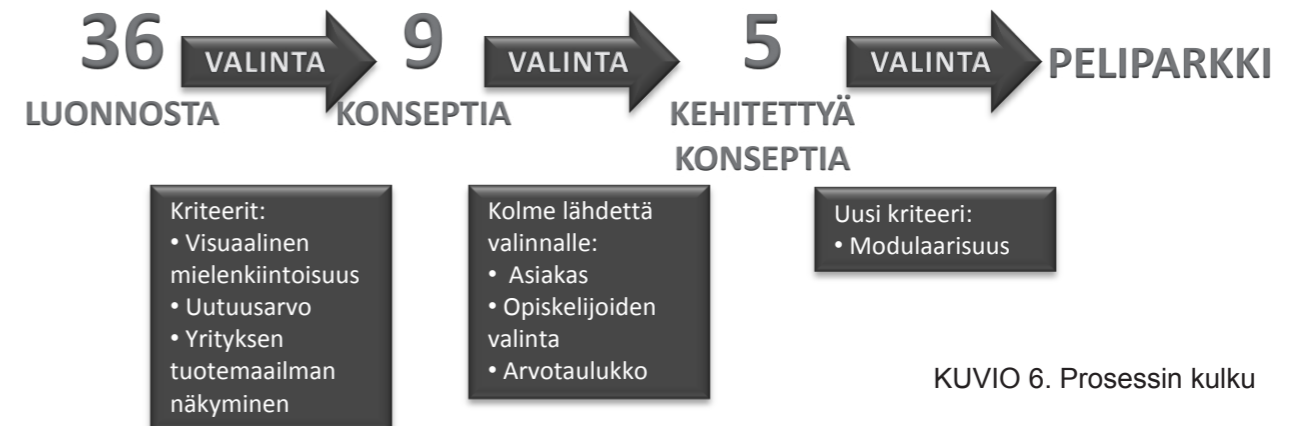 36 VALINTA 9 VALINTA 5 VALINTA PELIPARKKI
LUONNOSTA KONSEPTIA KEHITETTYÄ
KONSEPTIA
Kriteerit:
• Visuaalinen
mielenkiintoisuus
• Uutuusarvo
• Yrityksen
tuotemaailman
näkyminen
Kolme lähdettä
valinnalle:
• Asiakas
• Opiskelijoiden
valinta
• Arvotaulukko
Uusi kriteeri:
• Modulaarisuus
KUVIO 6. Prosessin kulku